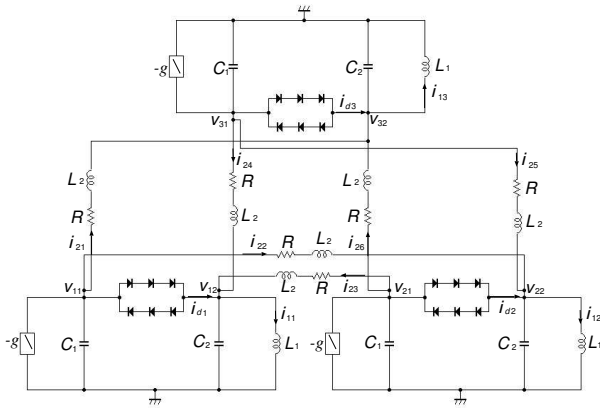 -g C1 C2 L1
i13
id3
v31 v32
i24 i25
L2 R L2 R
R L2 R L2
i21 i22 R L2 i26
v11 v12 L2 R i23 v21 v22
id1 i11 id2 i12
-g C1 C2 L1 -g C1 C2 L1